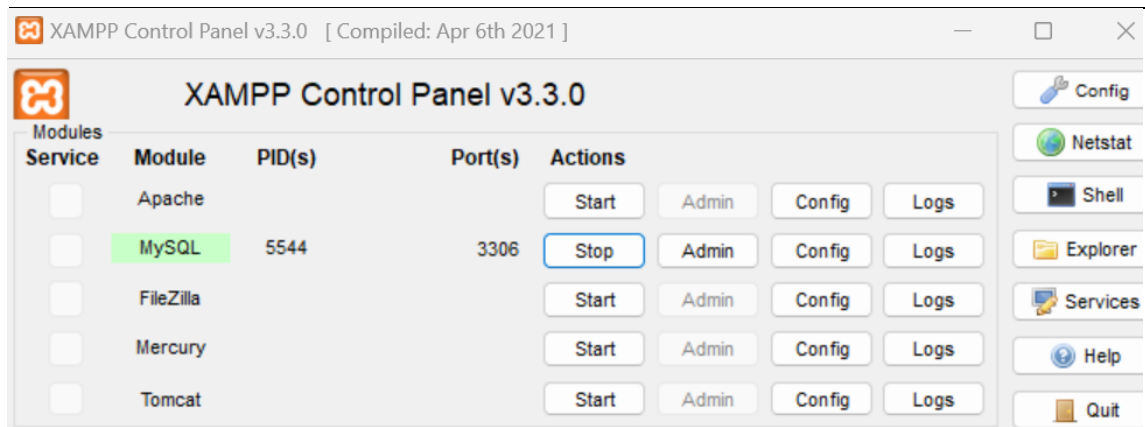 XAMPP Control Panel v3.3.0 [ Compiled: Apr 6th 2021 ]
XAMPP Control Panel v3.3.0
Config
Modules
Netstat
Service Module PID(s) Port(s) Actions
Apache Start Admin Config Logs
Shell
MySQL 5544 3306 Stop Admin Config Logs
Explorer
FileZilla Start Admin Config Logs
Services
Mercury Start Admin Config Logs
Help
Tomcat Start Admin Config Logs
Quit